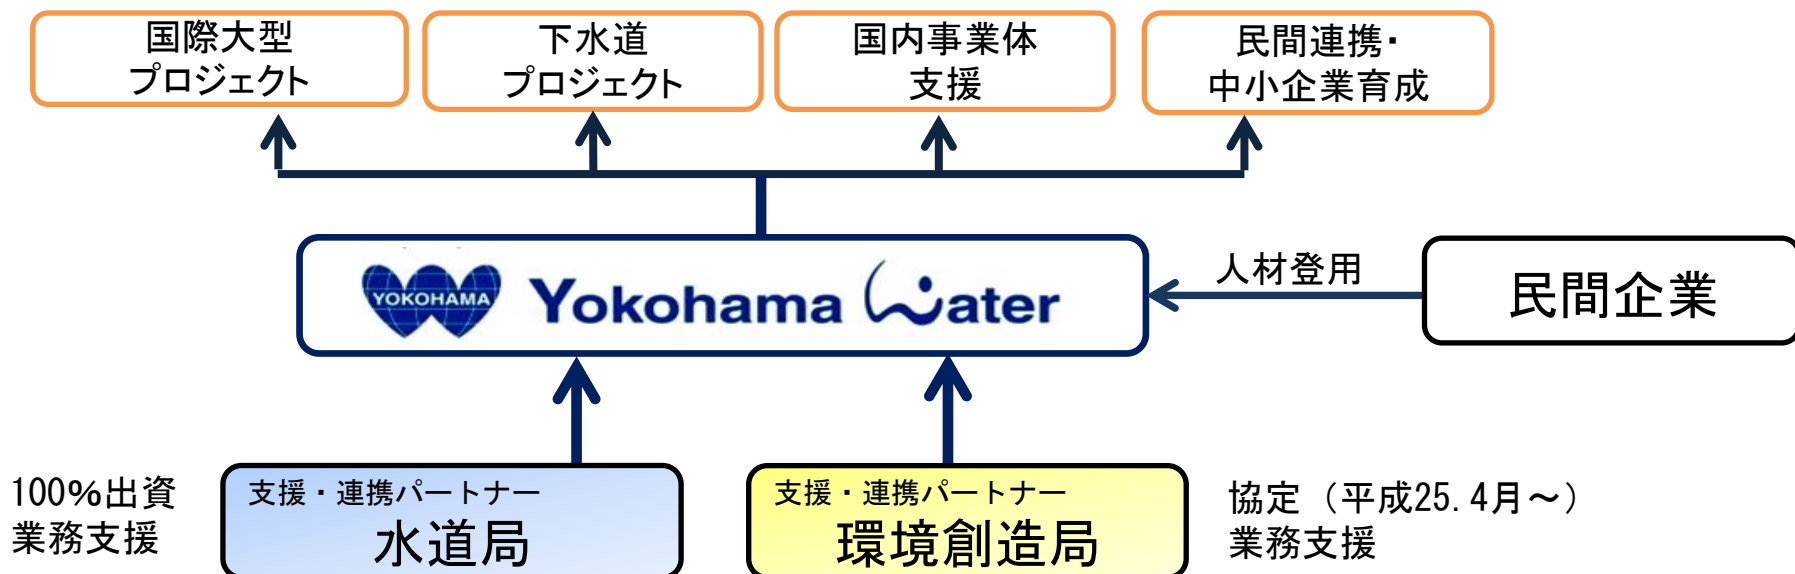 国際大型
プロジェクト
下水道
プロジェクト
国内事業体
支援
民間連携・
中小企業育成
YOKOHAMA
Yokohama Water
人材登用
民間企業
100%出資
業務支援
支援・連携パートナー
水道局
支援・連携パートナー
環境創造局
協定（平成25.4月～）
業務支援